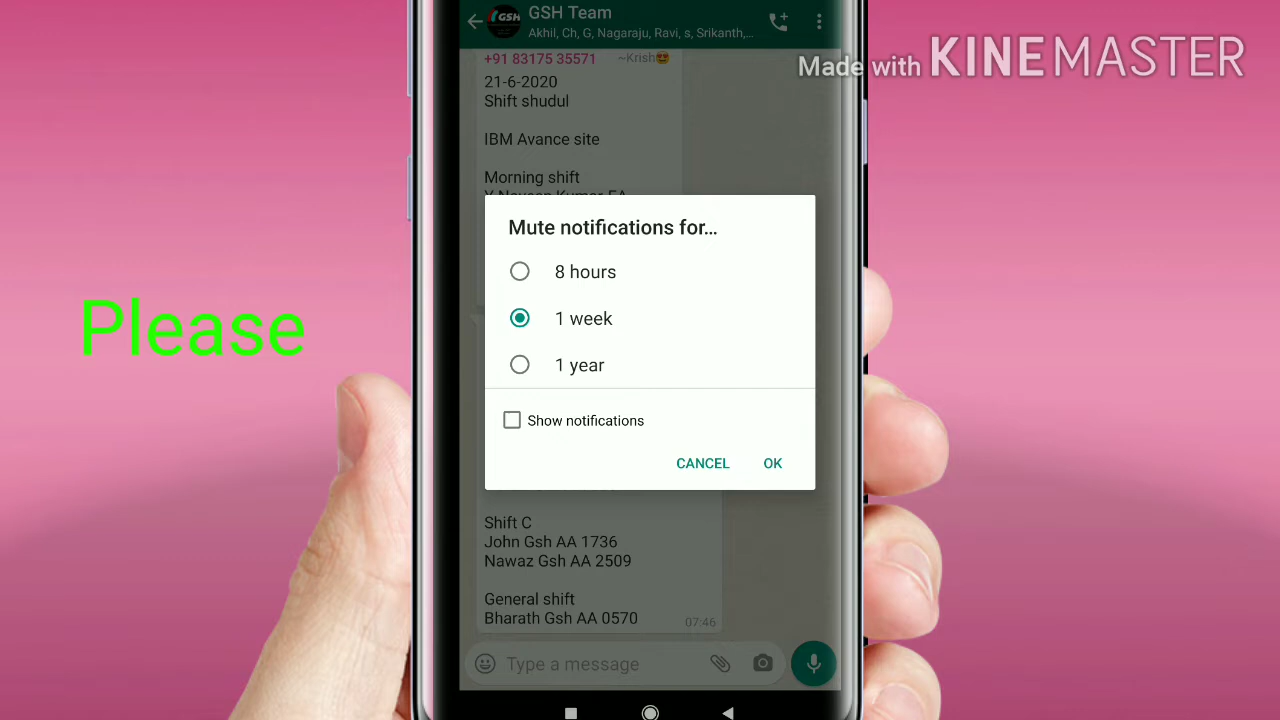 GSH Team
Akhil, Ch, G, Nagaraju, Ravi, s, Srikanth,...
Made with KINEMASTER
+91 83175 35571 ~Krish😍
21-6-2020
Shift shudul
IBM Avance site
Morning shift
Mute notifications for...
8 hours
1 week
1 year
Show notifications
CANCEL OK
Please
Shift C
John Gsh AA 1736
Nawaz Gsh AA 2509
General shift
Bharath Gsh AA 0570
07:46
Type a message